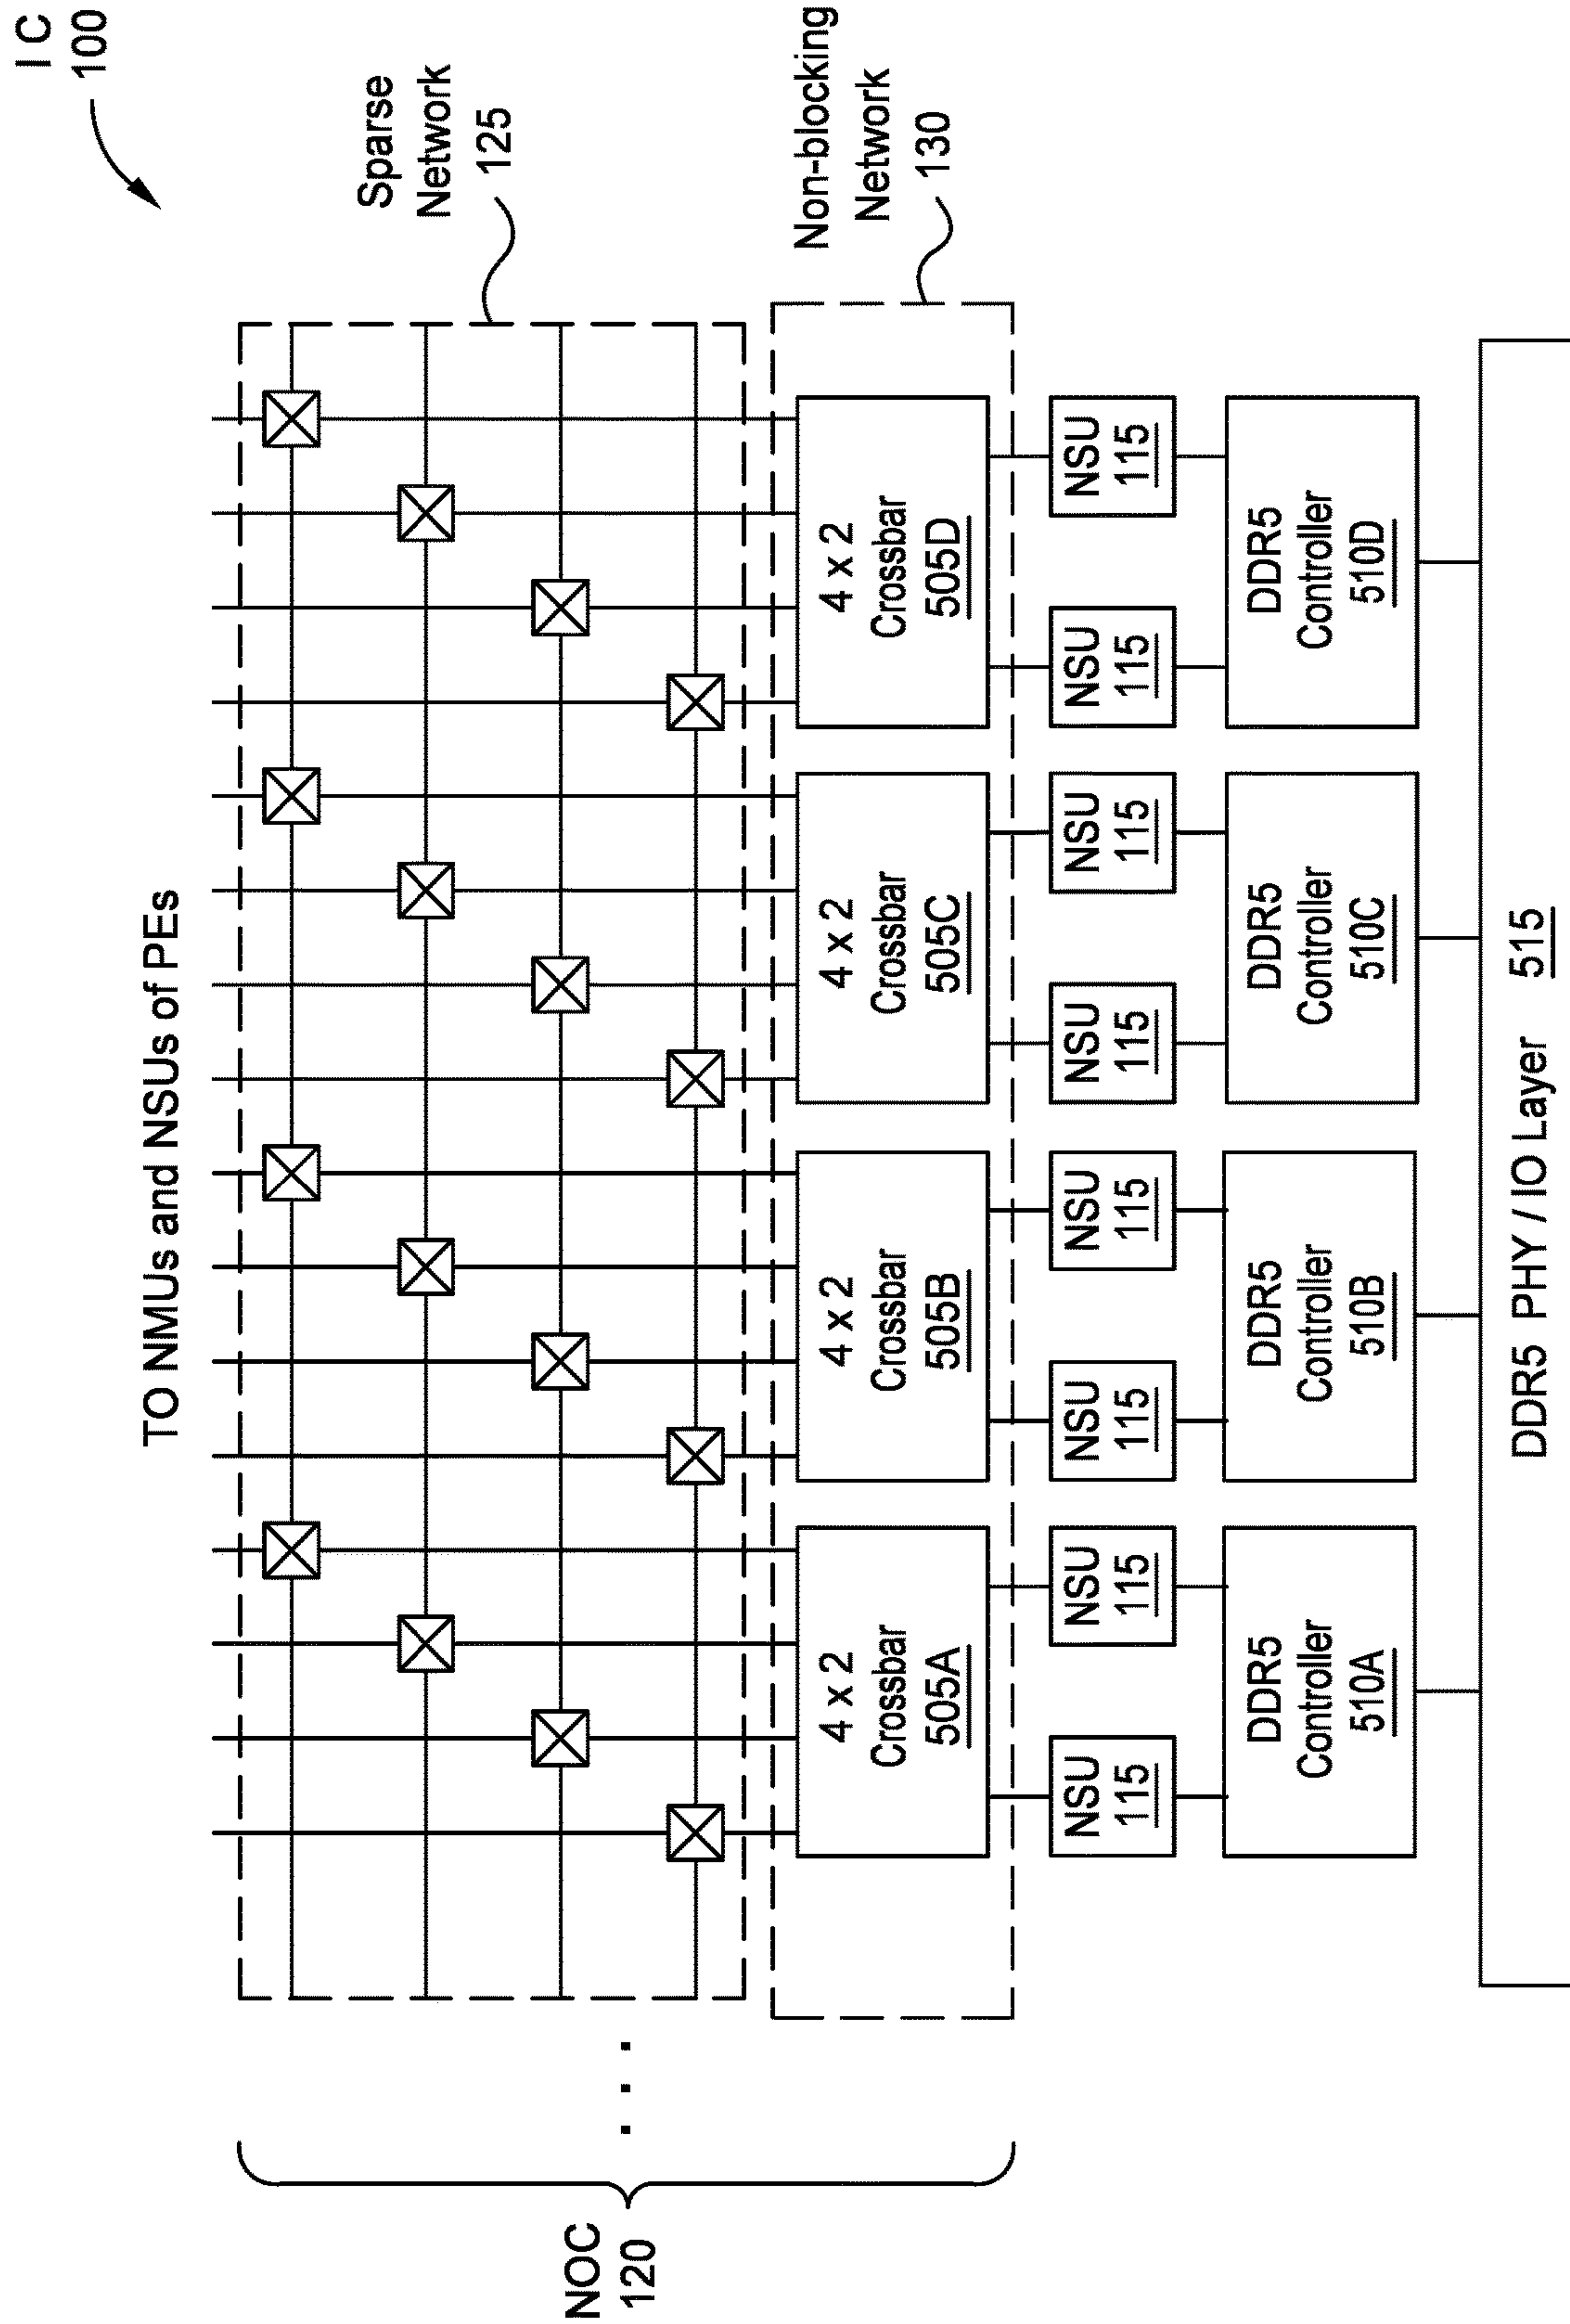 I C
100
TO NMUs and NSUs of PEs
Sparse
Network
125
Non-blocking
Network
130
NOC
120
. . .
4 x 2
Crossbar
505A
4 x 2
Crossbar
505B
4 x 2
Crossbar
505C
4 x 2
Crossbar
505D
NSU
115
NSU
115
NSU
115
NSU
115
NSU
115
NSU
115
NSU
115
NSU
115
DDR5
Controller
510A
DDR5
Controller
510B
DDR5
Controller
510C
DDR5
Controller
510D
DDR5 PHY / IO Layer 515